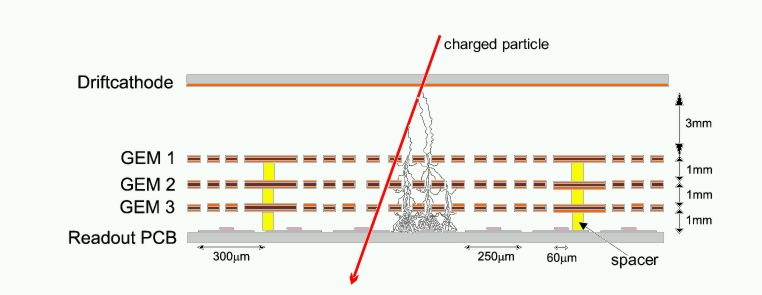 charged particle
Driftcathode
3mm
GEM 1
1mm
GEM 2
1mm
GEM 3
1mm
Readout PCB
300μm
250μm
60μm
spacer